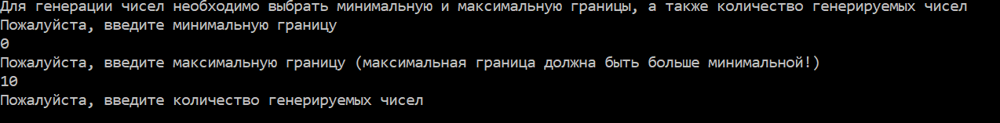 Для генерации чисел необходимо выбрать минимальную и максимальную границы, а также количество генерируемых чисел
Пожалуйста, введите минимальную границу
0
Пожалуйста, введите максимальную границу (максимальная граница должна быть больше минимальной!)
10
Пожалуйста, введите количество генерируемых чисел